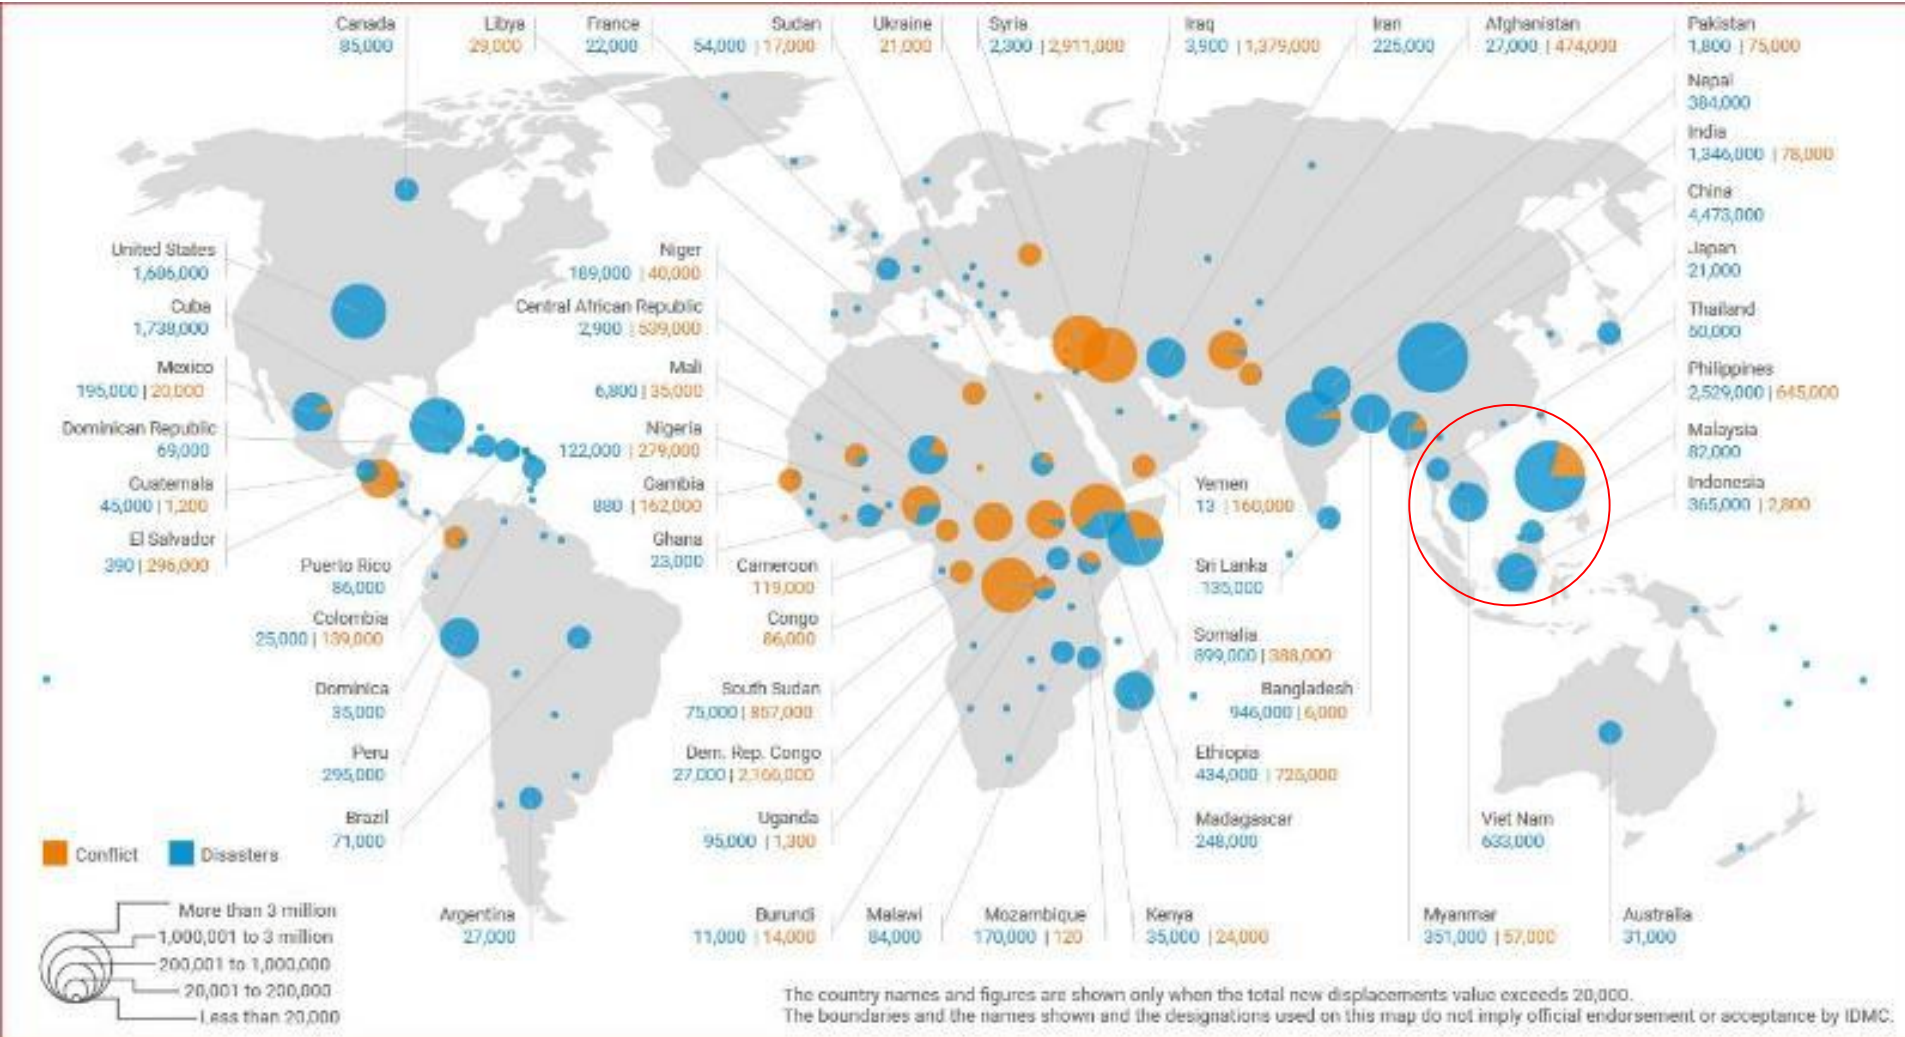 Canada
85,000
Libya
29,000
France
22,000
Sudan
54,000 | 17,000
Ukraine
21,000
Syria
2,300 | 2,911,000
Iraq
3,900 | 1,379,000
Iran
225,000
Afghanistan
27,000 | 474,000
Pakistan
1,800 | 75,000
Nepal
384,000
India
1,346,000 | 78,000
China
4,473,000
Japan
21,000
Thailand
50,000
Philippines
2,529,000 | 645,000
Malaysia
82,000
Indonesia
365,000 | 2,800
United States
1,686,000
Cuba
1,738,000
Mexico
195,000 | 20,000
Dominican Republic
69,000
Guatemala
45,000 | 1,200
El Salvador
390 | 296,000
Puerto Rico
86,000
Colombia
25,000 | 139,000
Dominica
35,000
Peru
295,000
Brazil
71,000
Argentina
27,000
Niger
189,000 | 40,000
Central African Republic
2,900 | 539,000
Mali
6,800 | 35,000
Nigeria
122,000 | 279,000
Gambia
880 | 162,000
Ghana
23,000
Cameroon
119,000
Congo
86,000
South Sudan
75,000 | 857,000
Dem. Rep. Congo
27,000 | 2,166,000
Uganda
95,000 | 1,300
Burundi
11,000 | 14,000
Malawi
84,000
Mozambique
170,000 | 120
Kenya
35,000 | 24,000
Yemen
13 | 160,000
Sri Lanka
135,000
Somalia
899,000 | 388,000
Bangladesh
946,000 | 6,000
Ethiopia
434,000 | 725,000
Madagascar
248,000
Viet Nam
633,000
Myanmar
351,000 | 57,000
Australia
31,000
Conflict
Disasters
More than 3 million
1,000,001 to 3 million
200,001 to 1,000,000
20,001 to 200,000
Less than 20,000
The country names and figures are shown only when the total new displacements value exceeds 20,000.
The boundaries and the names shown and the designations used on this map do not imply official endorsement or acceptance by IDMC.